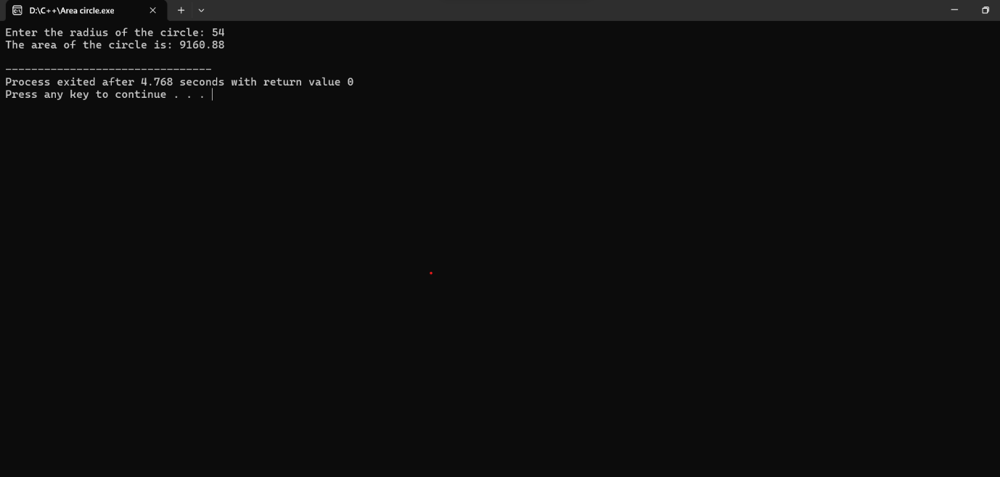 D:\C++\Area circle.exe
Enter the radius of the circle: 54
The area of the circle is: 9160.88
--------------------------------
Process exited after 4.768 seconds with return value 0
Press any key to continue . . .